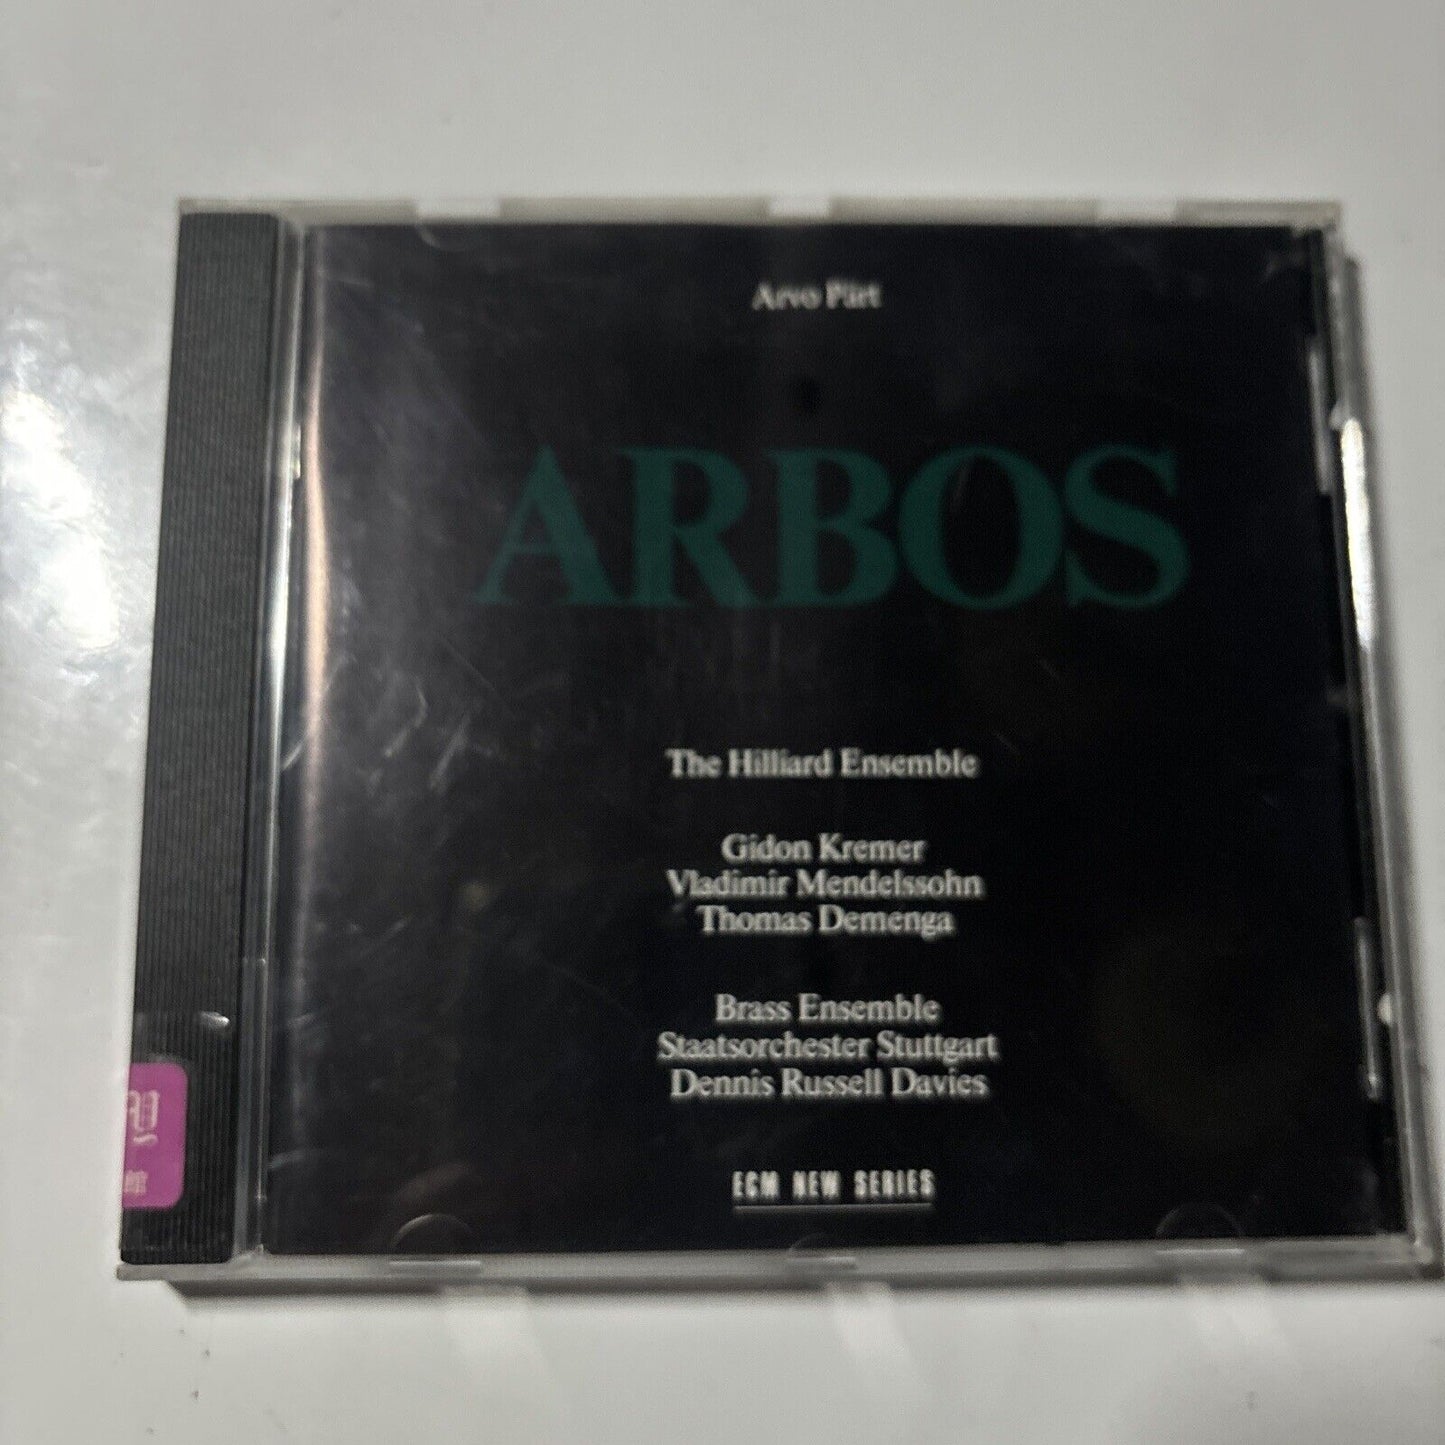 Arvo Pärt
ARBOS
The Hilliard Ensemble
Gidon Kremer
Vladimir Mendelssohn
Thomas Demenga
Brass Ensemble
Staatsorchester Stuttgart
Dennis Russell Davies
ECM NEW SERIES
館